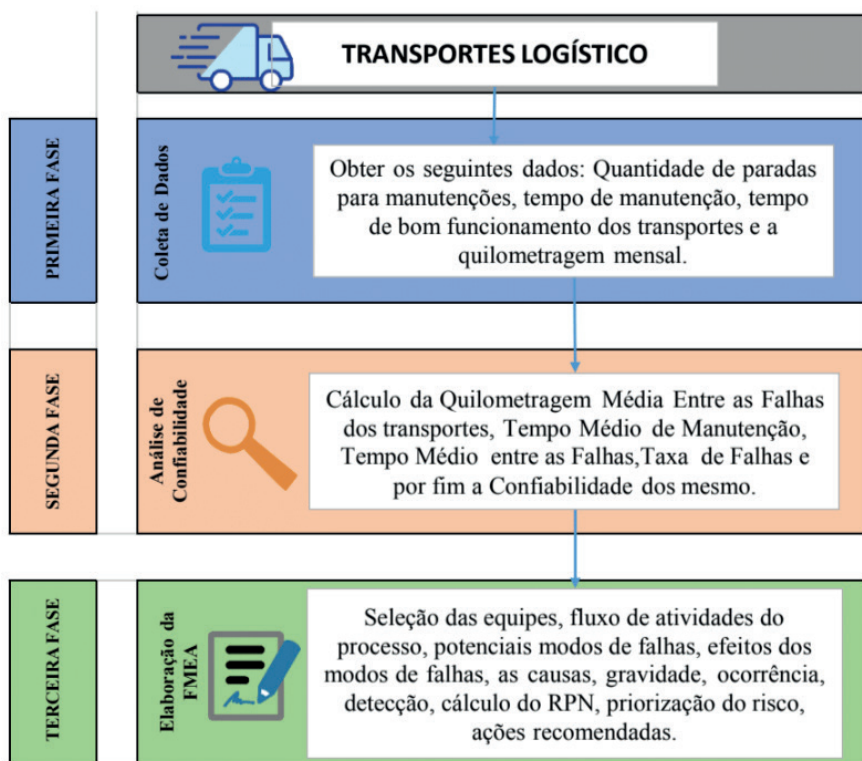 TRANSPORTES LOGÍSTICO
PRIMEIRA FASE
Coleta de Dados
Obter os seguintes dados: Quantidade de paradas
para manutenções, tempo de manutenção, tempo
de bom funcionamento dos transportes e a
quilometragem mensal.
SEGUNDA FASE
Análise de
Confiabilidade
Cálculo da Quilometragem Média Entre as Falhas
dos transportes, Tempo Médio de Manutenção,
Tempo Médio entre as Falhas,Taxa de Falhas e
por fim a Confiabilidade dos mesmo.
TERCEIRA FASE
Elaboração da
FMEA
Seleção das equipes, fluxo de atividades do
processo, potenciais modos de falhas, efeitos dos
modos de falhas, as causas, gravidade, ocorrência,
detecção, cálculo do RPN, priorização do risco,
ações recomendadas.